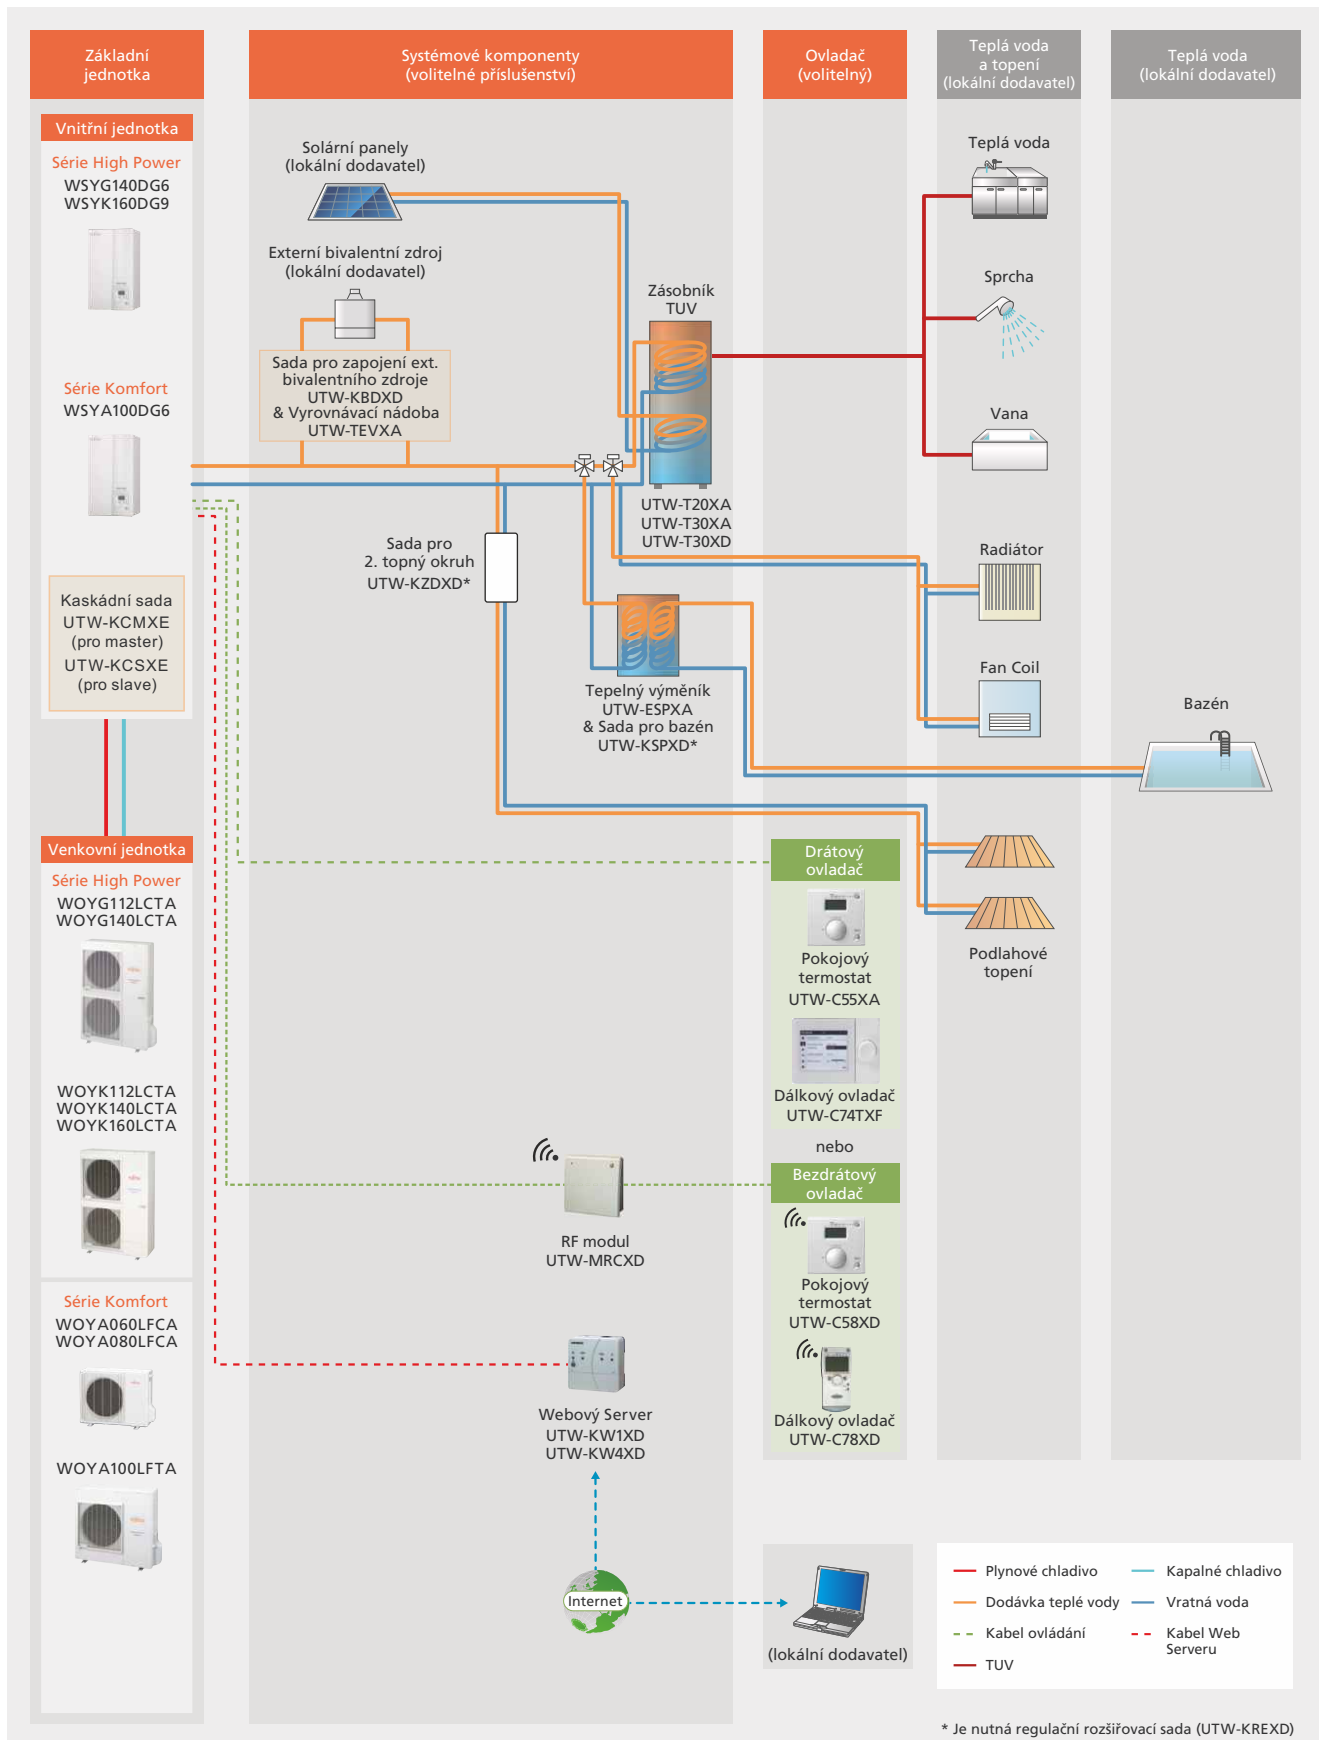 Základní
jednotka
Systémové komponenty
(volitelné příslušenství)
Ovladač
(volitelný)
Teplá voda
a topení
(lokální dodavatel)
Teplá voda
(lokální dodavatel)
Vnitřní jednotka
Série High Power
WSYG140DG6
WSYK160DG9
Série Komfort
WSYA100DG6
Kaskádní sada
UTW-KCMXE
(pro master)
UTW-KCSXE
(pro slave)
Venkovní jednotka
Série High Power
WOYG112LCTA
WOYG140LCTA
WOYK112LCTA
WOYK140LCTA
WOYK160LCTA
Série Komfort
WOYA060LFCA
WOYA080LFCA
WOYA100LFTA
Solární panely
(lokální dodavatel)
Externí bivalentní zdroj
(lokální dodavatel)
Sada pro zapojení ext.
bivalentního zdroje
UTW-KBDXD
& Vyrovnávací nádoba
UTW-TEVXA
Zásobník
TUV
UTW-T20XA
UTW-T30XA
UTW-T30XD
Sada pro
2. topný okruh
UTW-KZDXD*
Tepelný výměník
UTW-ESPXA
& Sada pro bazén
UTW-KSPXD*
RF modul
UTW-MRCXD
Webový Server
UTW-KW1XD
UTW-KW4XD
Internet
Drátový
ovladač
Pokojový
termostat
UTW-C55XA
Dálkový ovladač
UTW-C74TXF
nebo
Bezdrátový
ovladač
Pokojový
termostat
UTW-C58XD
Dálkový ovladač
UTW-C78XD
(lokální dodavatel)
Teplá voda
Sprcha
Vana
Radiátor
Fan Coil
Podlahové
topení
Bazén
Plynové chladivo
Kapalné chladivo
Dodávka teplé vody
Vratná voda
Kabel ovládání
Kabel Web
Serveru
TUV
* Je nutná regulační rozšiřovací sada (UTW-KREXD)